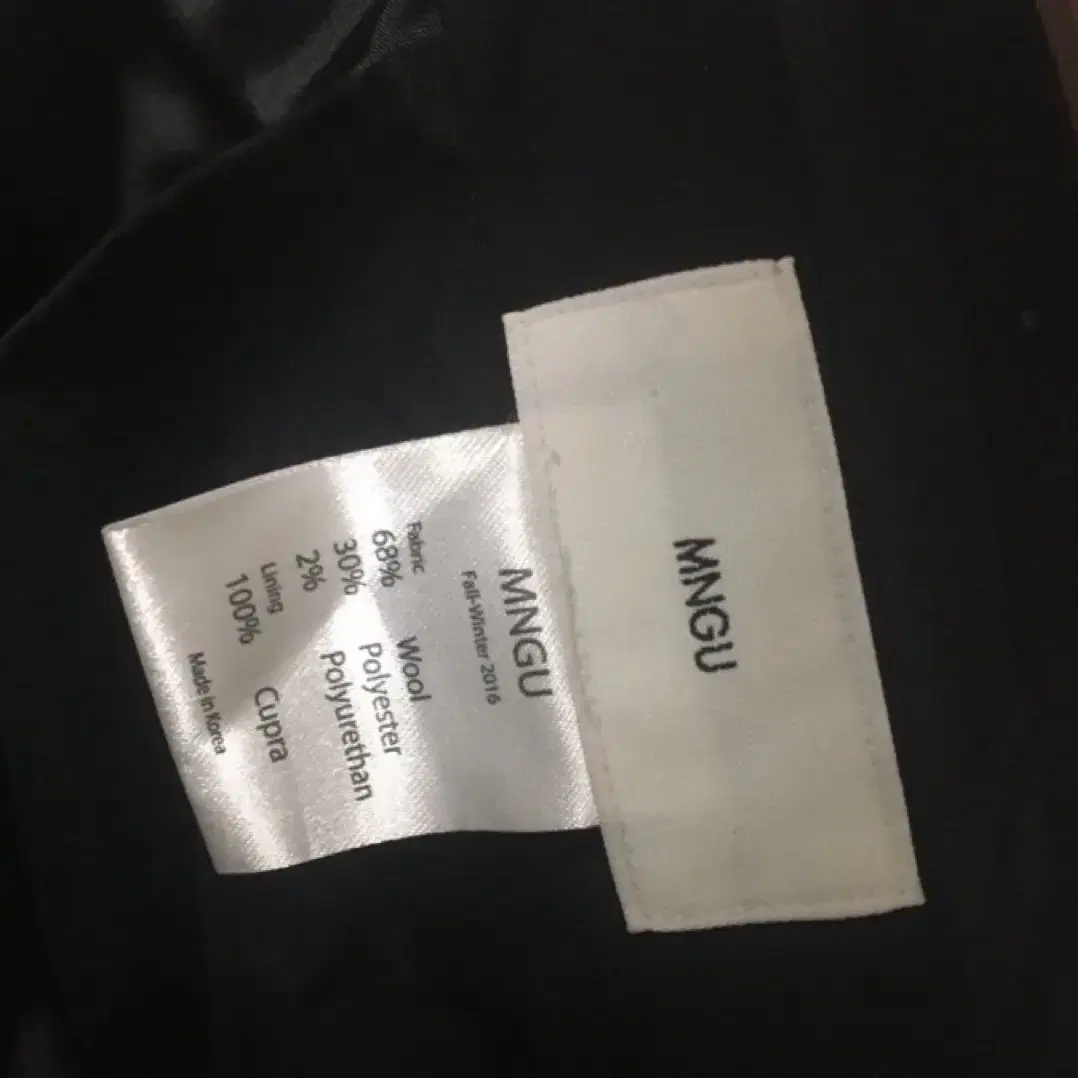 MNGU
MNGU
Fall-Winter 2016
Fabric
68% Wool
30% Polyester
2% Polyurethan
Lining
100% Cupra
Made in Korea